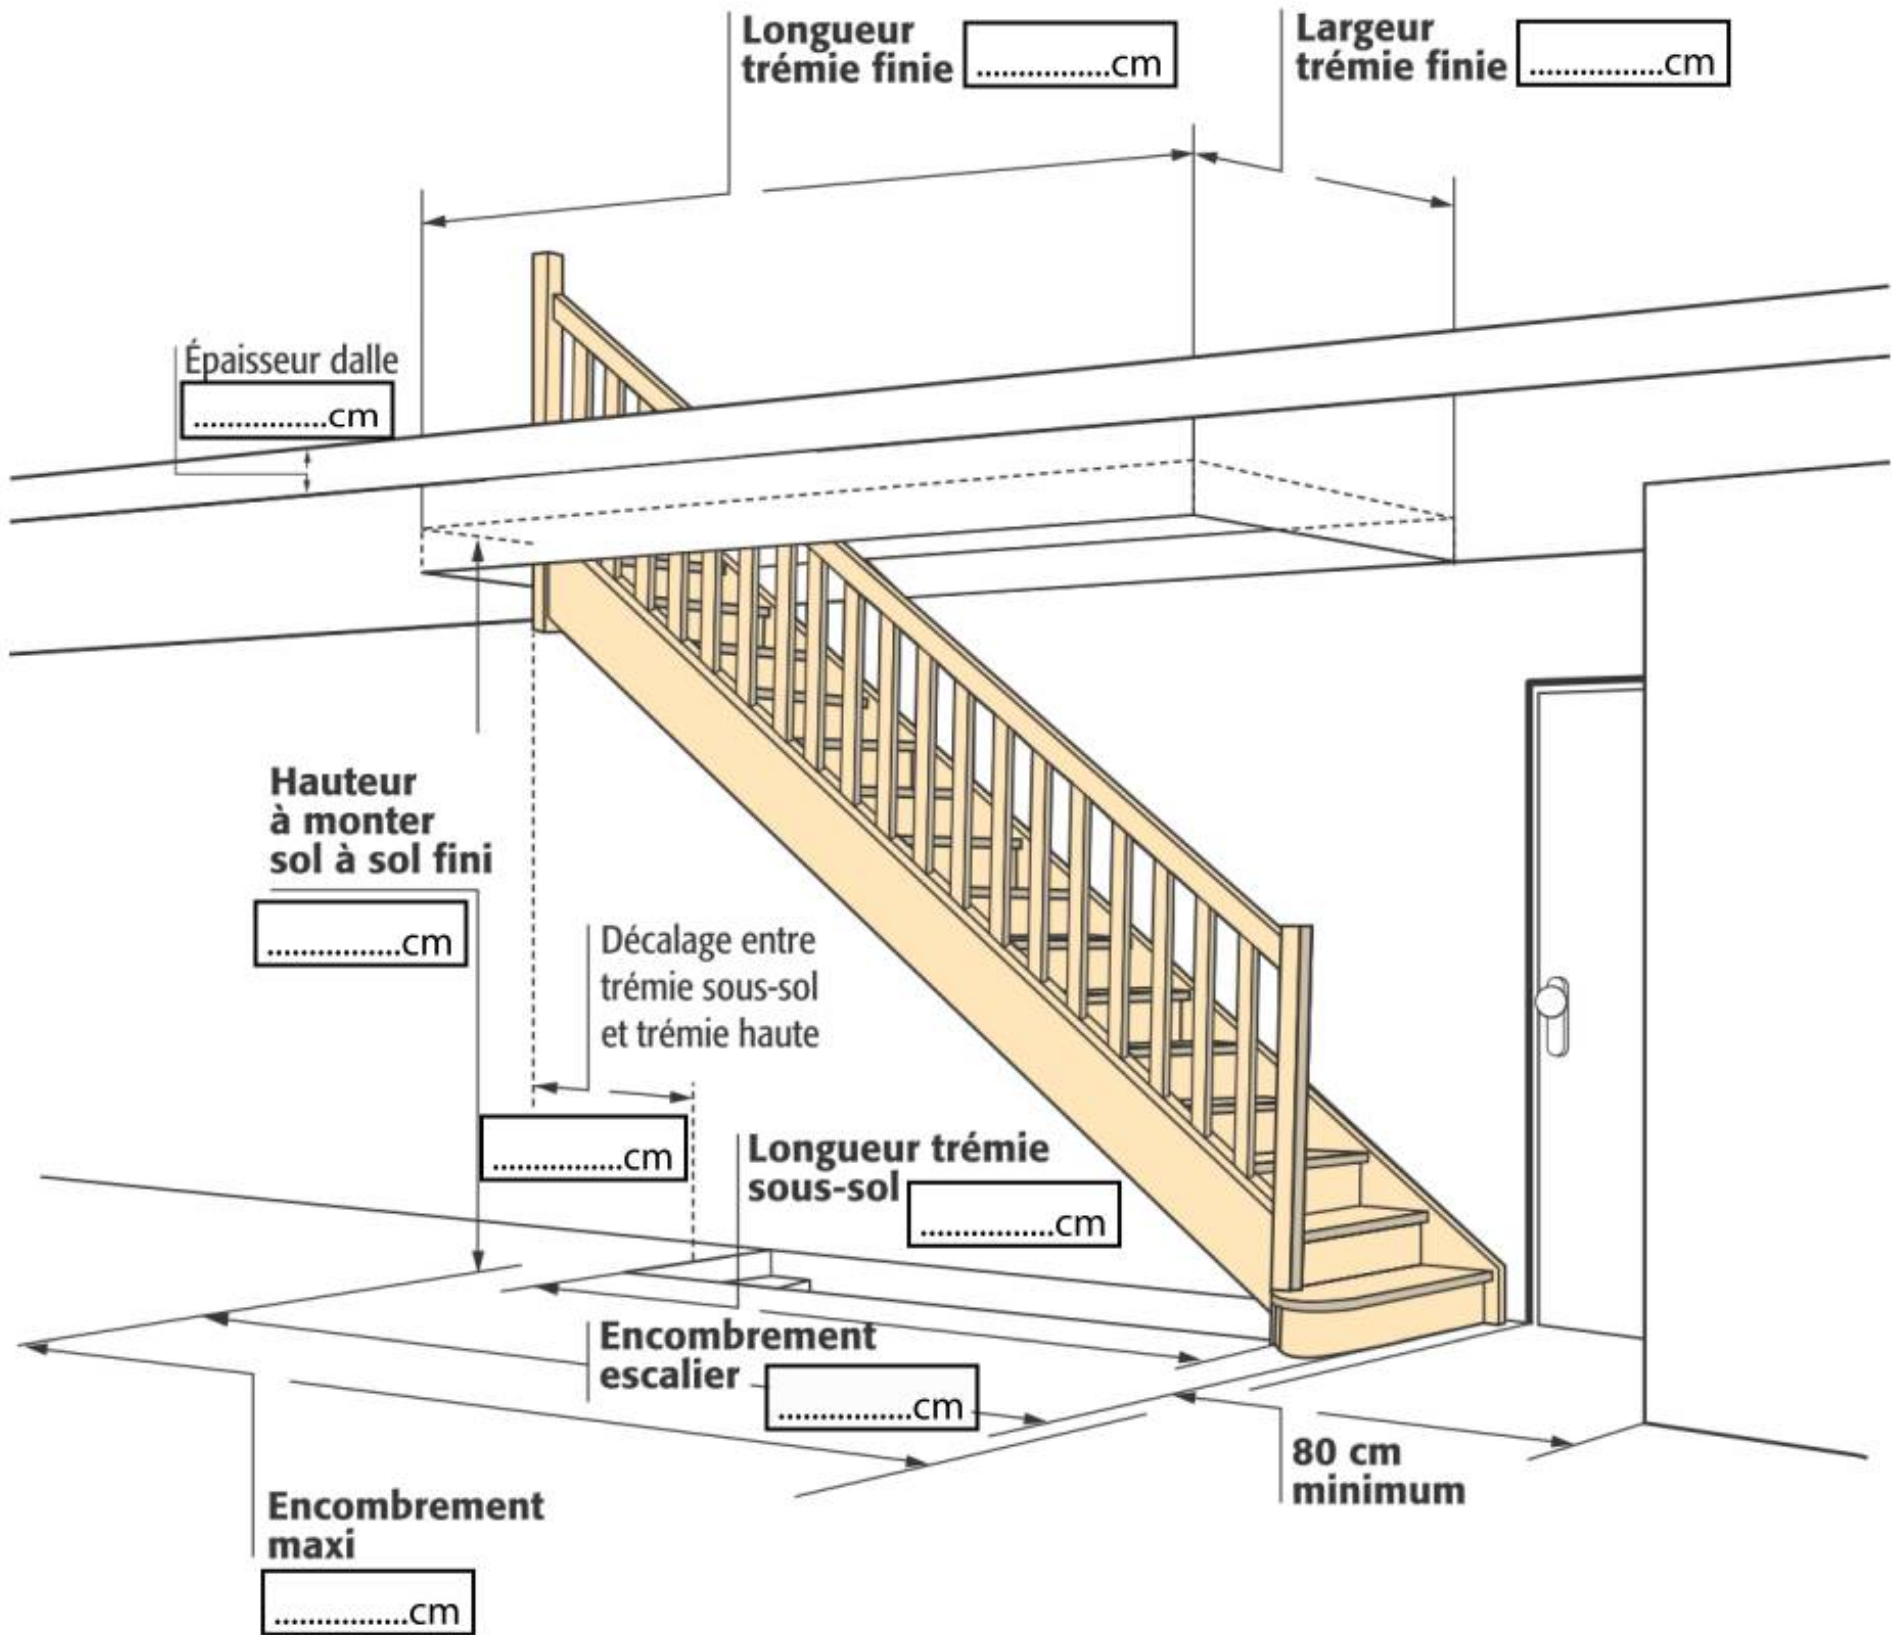 Longueur
trémie finie ................cm
Largeur
trémie finie ................cm
Épaisseur dalle
................cm
Hauteur
à monter
sol à sol fini
................cm
Décalage entre
trémie sous-sol
et trémie haute
................cm
Longueur trémie
sous-sol ................cm
Encombrement
escalier ................cm
80 cm
minimum
Encombrement
maxi
................cm